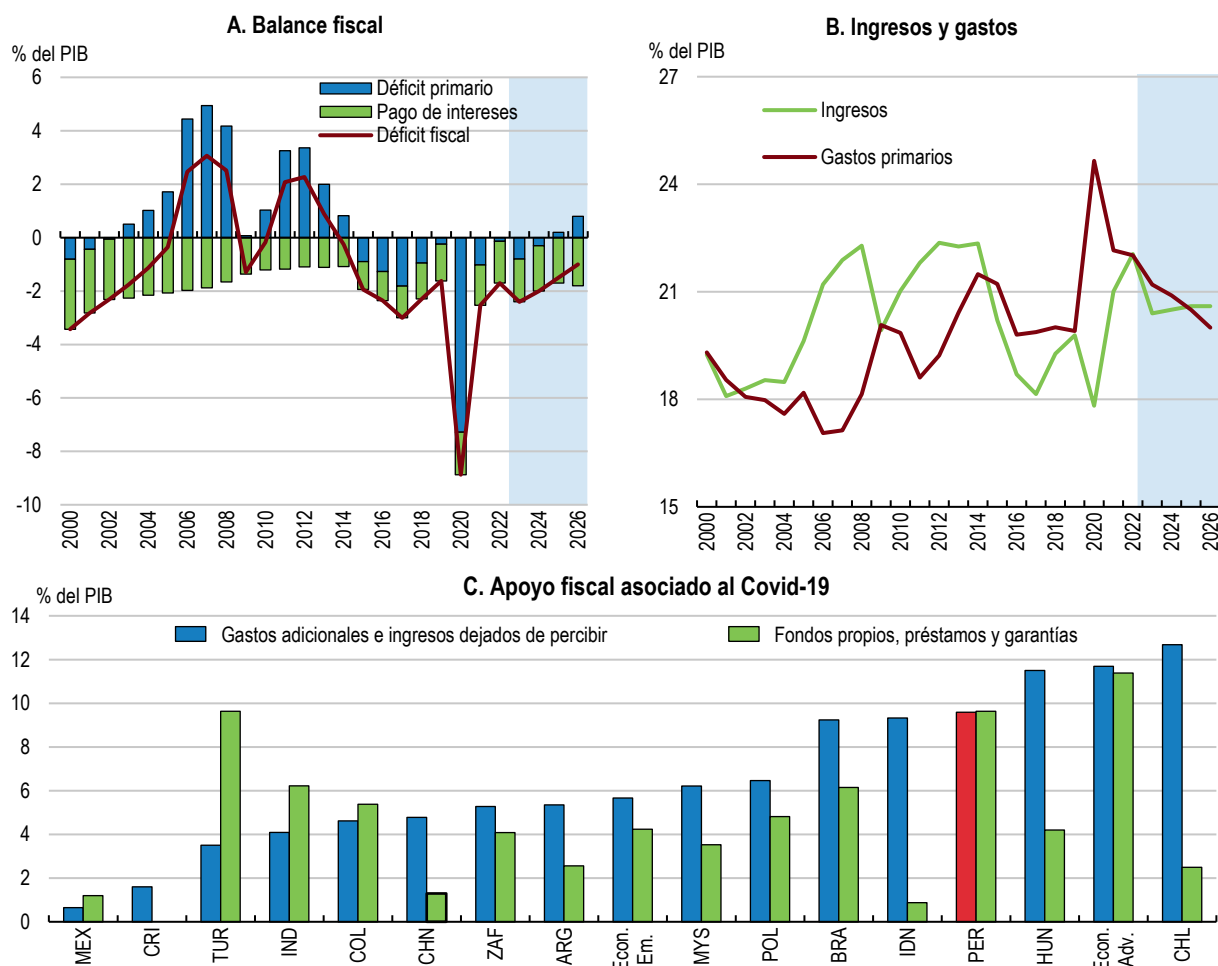 A. Balance fiscal
% del PIB
Déficit primario
Pago de intereses
Déficit fiscal
6
4
2
0
-2
-4
-6
-8
-10
2000
2002
2004
2006
2008
2010
2012
2014
2016
2018
2020
2022
2024
2026
B. Ingresos y gastos
% del PIB
Ingresos
Gastos primarios
27
24
21
18
15
2000
2002
2004
2006
2008
2010
2012
2014
2016
2018
2020
2022
2024
2026
C. Apoyo fiscal asociado al Covid-19
% del PIB
Gastos adicionales e ingresos dejados de percibir
Fondos propios, préstamos y garantías
14
12
10
8
6
4
2
0
MEX
CRI
TUR
IND
COL
CHN
ZAF
ARG
Econ.
Em.
MYS
POL
BRA
IDN
PER
HUN
Econ.
Adv.
CHL